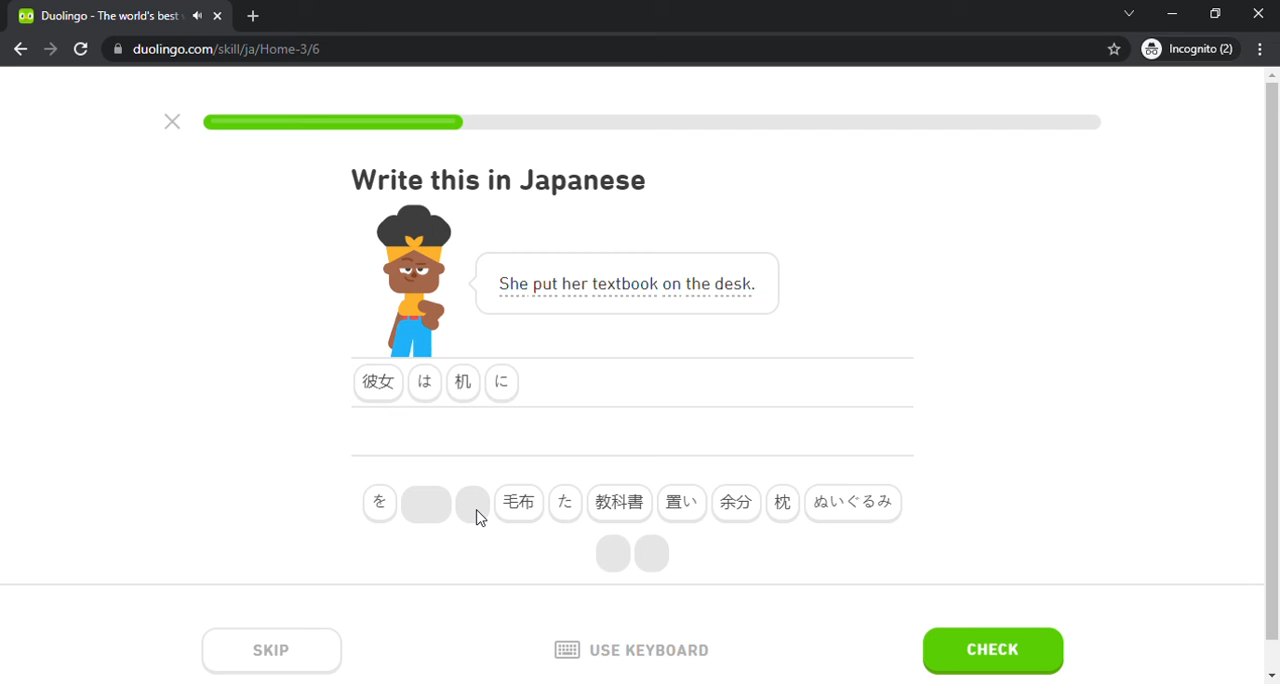 Duolingo - The world's best
duolingo.com/skill/ja/Home-3/6
Incognito (2)
Write this in Japanese
She put her textbook on the desk.
彼女 は 机 に
を 毛布 た 教科書 置い 余分 枕 ぬいぐるみ
SKIP USE KEYBOARD CHECK